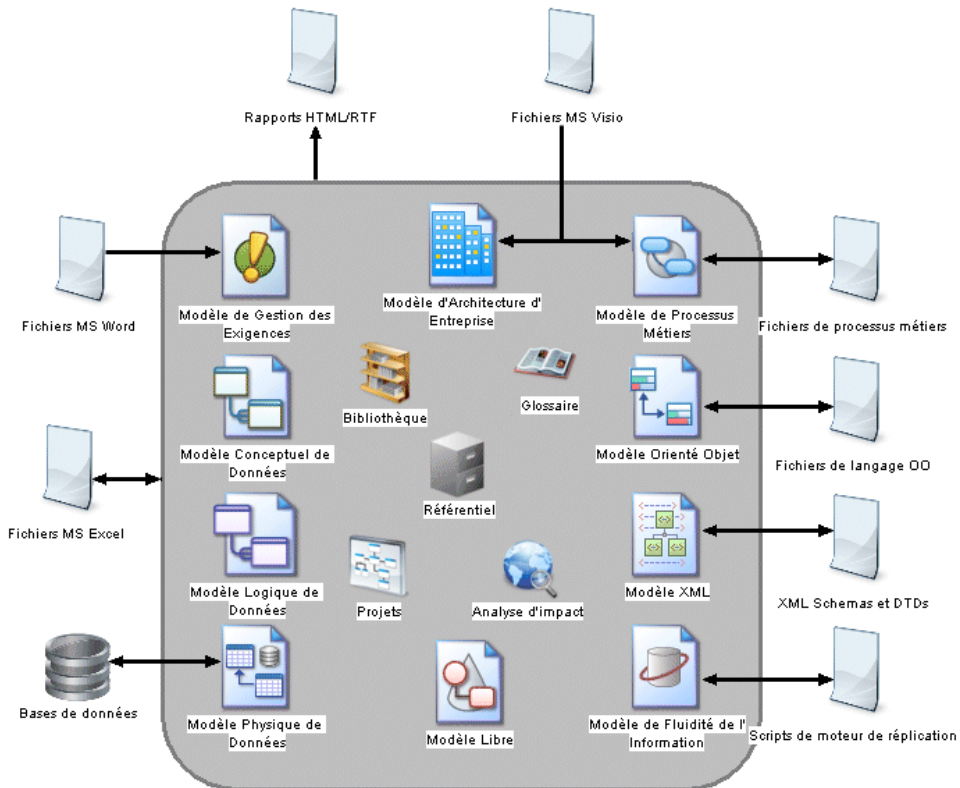 Rapports HTML/RTF
Fichiers MS Visio
Fichiers MS Word
Modèle de Gestion des
Exigences
Modèle d'Architecture d'
Entreprise
Modèle de Processus
Métiers
Fichiers de processus métiers
Bibliothèque
Glossaire
Modèle Conceptuel de
Données
Modèle Orienté Objet
Fichiers de langage OO
Fichiers MS Excel
Référentiel
Modèle Logique de
Données
Projets
Analyse d'impact
Modèle XML
XML Schemas et DTDs
Bases de données
Modèle Physique de
Données
Modèle Libre
Modèle de Fluidité de l'
Information
Scripts de moteur de réplication